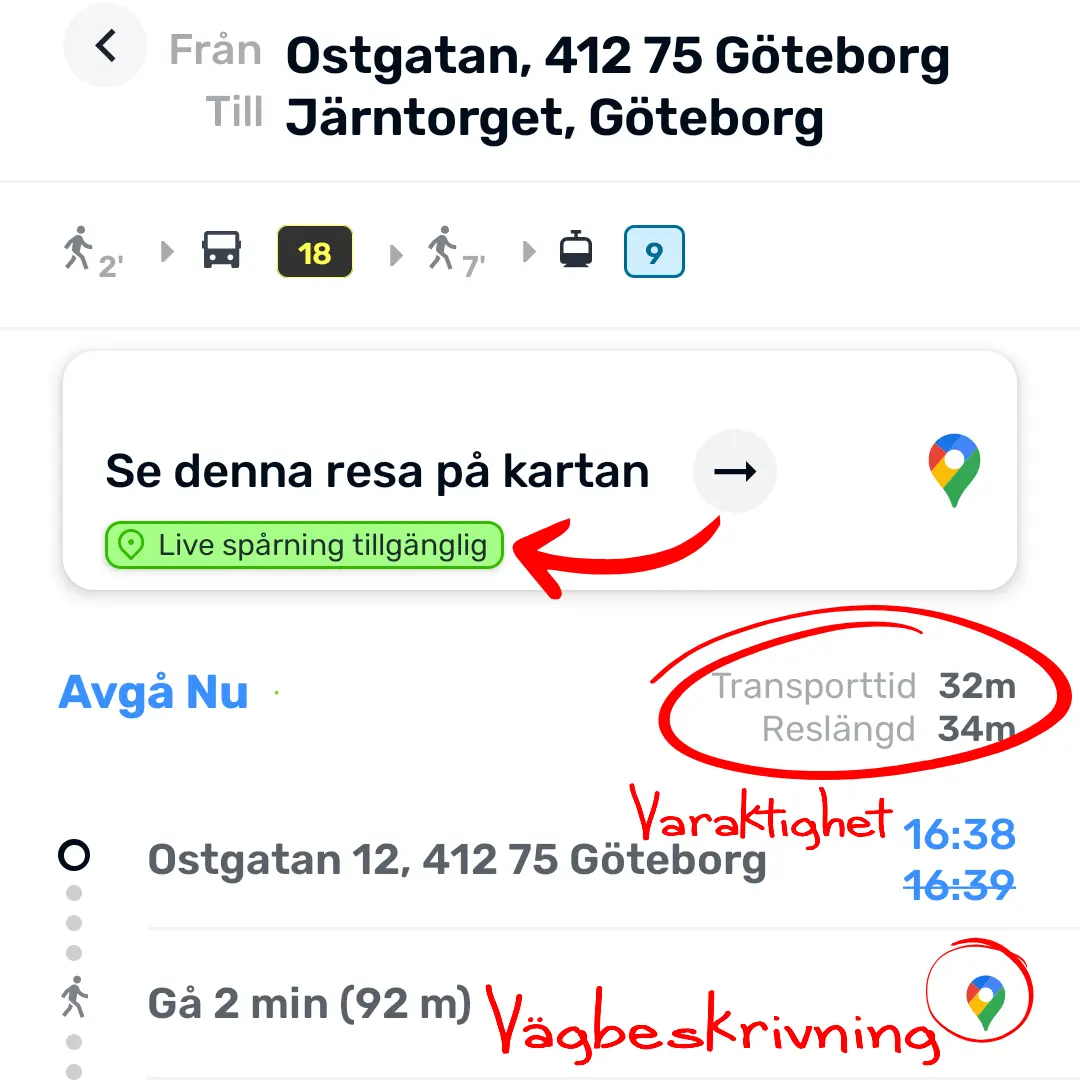 Från Ostgatan, 412 75 Göteborg
Till Järntorget, Göteborg
2' 18 7' 9
Se denna resa på kartan
Live spårning tillgänglig
Avgå Nu
Transporttid 32m
Reslängd 34m
Varaktighet
16:38
Ostgatan 12, 412 75 Göteborg
16:39
Gå 2 min (92 m)
Vägbeskrivning